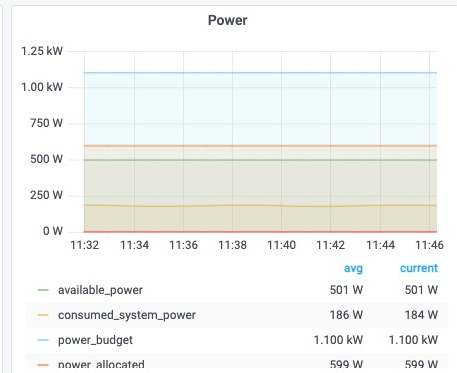 Power
1.25 kW
1.00 kW
750 W
500 W
250 W
0 W
11:32 11:34 11:36 11:38 11:40 11:42 11:44 11:46
avg current
available_power 501 W 501 W
consumed_system_power 186 W 184 W
power_budget 1.100 kW 1.100 kW
power_allocated 599 W 599 W